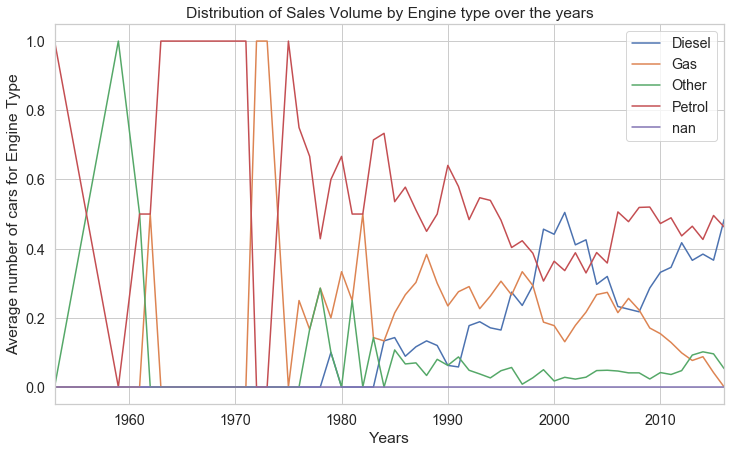 Distribution of Sales Volume by Engine type over the years
Average number of cars for Engine Type
1.0
0.8
0.6
0.4
0.2
0.0
Diesel
Gas
Other
Petrol
nan
1960 1970 1980 1990 2000 2010
Years